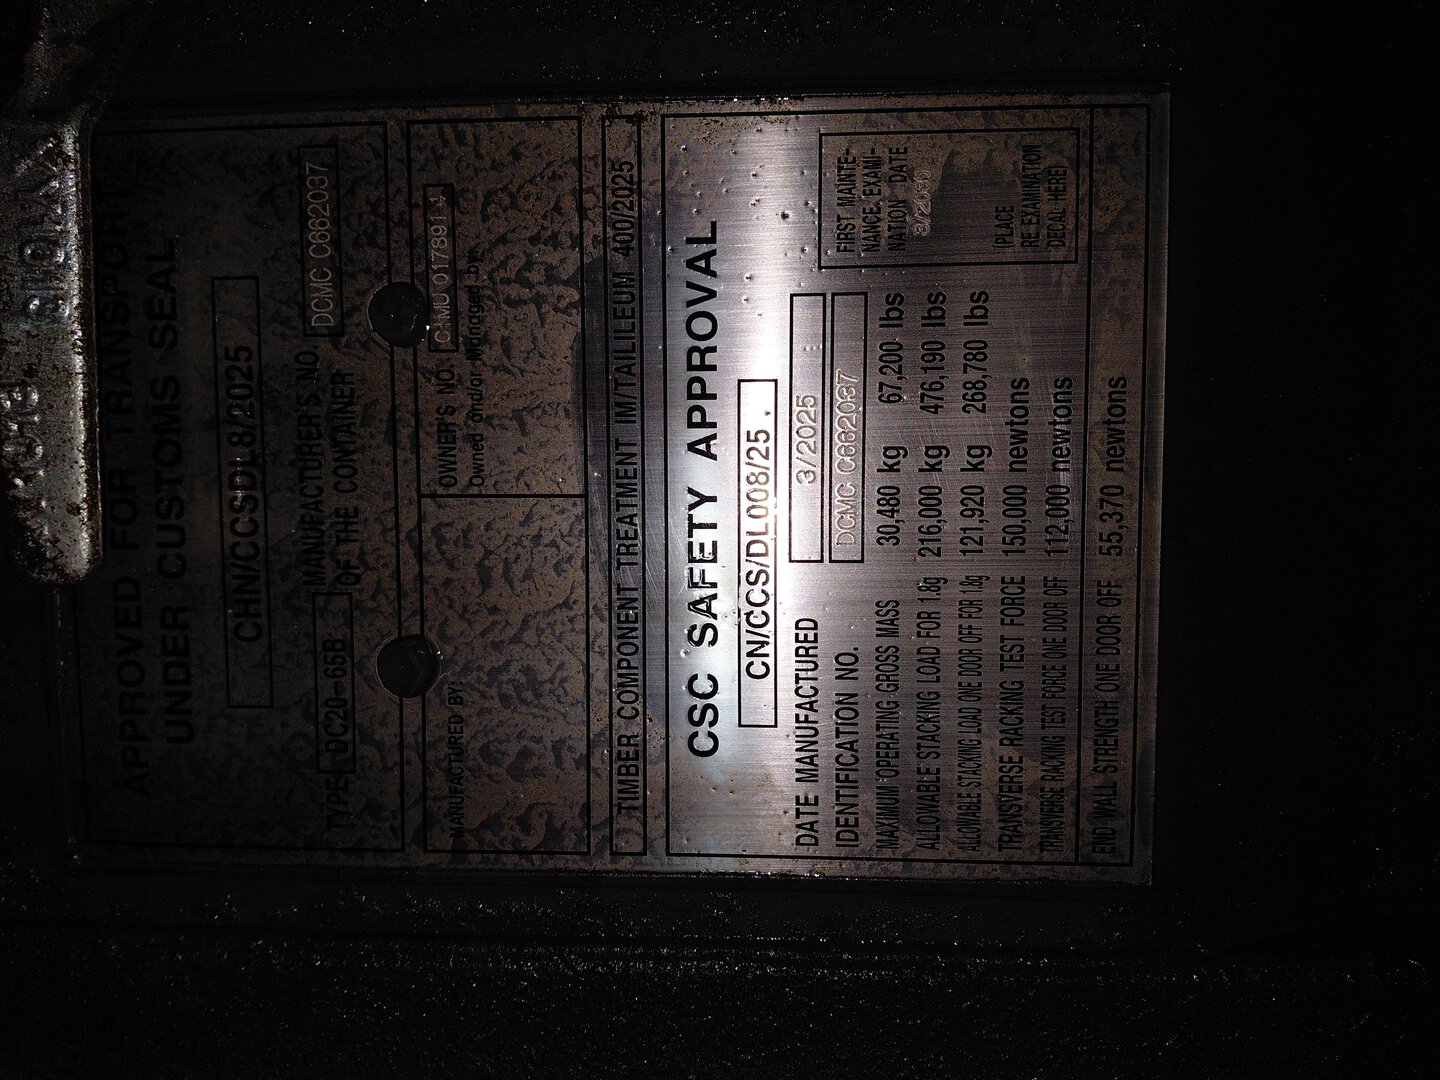 APPROVED FOR TRANSPORT
UNDER CUSTOMS SEAL
CHN/CCSDL8/2025
TYPE DC20-65B MANUFACTURER'S NO. DCMC C662037
OF THE CONTAINER
MANUFACTURED BY:
OWNER'S NO.
Owned and/or Managed by
TIMBER COMPONENT TREATMENT IM/TAILILEUM 400/2025
CSC SAFETY APPROVAL
CN/CCS/DL008/25
DATE MANUFACTURED 3/2025
IDENTIFICATION NO. DCMC C662037
MAXIMUM OPERATING GROSS MASS 30,480 kg 67,200 lbs
ALLOWABLE STACKING LOAD FOR 1.8g 216,000 kg 476,190 lbs
ALLOWABLE STACKING LOAD ONE DOOR OFF FOR 1.8g 121,920 kg 268,780 lbs
TRANSVERSE RACKING TEST FORCE 150,000 newtons
TRANSVERSE RACKING TEST FORCE ONE DOOR OFF 112,000 newtons
END WALL STRENGTH ONE DOOR OFF 55,370 newtons
FIRST MAINTE-
NANCE EXAMI-
NATION DATE
(PLACE
RE-EXAMINATION
DECAL HERE)